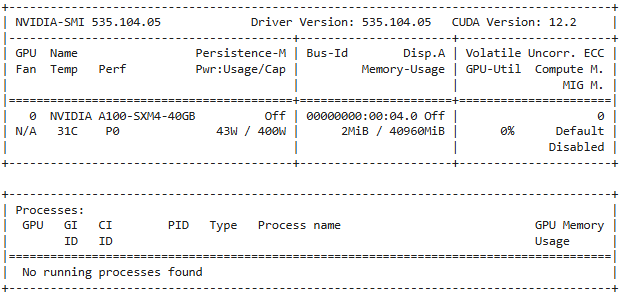 NVIDIA-SMI 535.104.05 Driver Version: 535.104.05 CUDA Version: 12.2
GPU Name Persistence-M | Bus-Id Disp.A | Volatile Uncorr. ECC
Fan Temp Perf Pwr:Usage/Cap | Memory-Usage | GPU-Util Compute M.
MIG M.
0 NVIDIA A100-SXM4-40GB Off | 00000000:00:04.0 Off | 0
N/A 31C P0 43W / 400W | 2MiB / 40960MiB | 0% Default
Disabled
Processes:
GPU GI CI PID Type Process name GPU Memory
ID ID Usage
No running processes found